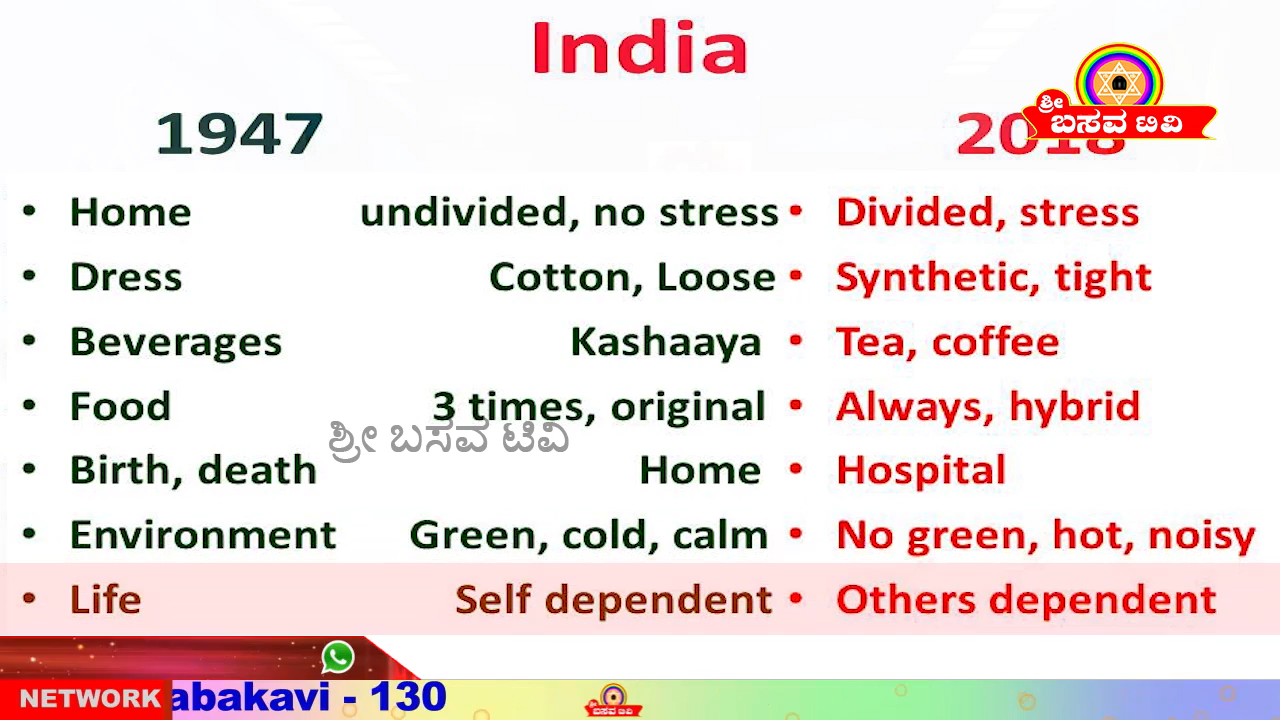 India
1947 2018
ಶ್ರೀ
ಬಸವ ಟಿವಿ
• Home undivided, no stress • Divided, stress
• Dress Cotton, Loose • Synthetic, tight
• Beverages Kashaaya • Tea, coffee
• Food 3 times, original • Always, hybrid
ಶ್ರೀ ಬಸವ ಟಿವಿ
• Birth, death Home • Hospital
• Environment Green, cold, calm • No green, hot, noisy
• Life Self dependent • Others dependent
NETWORK abakavi - 130
ಬಸವ ಟಿವಿ